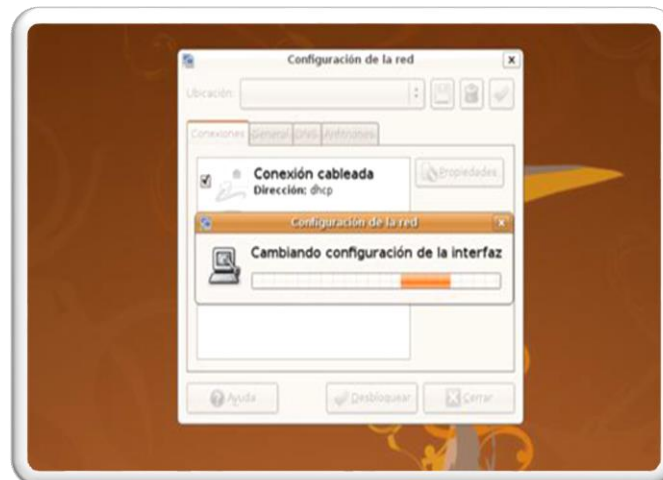 Configuración de la red
Ubicación:
Conexiones General DNS Anfitriones
Conexión cableada
Dirección: dhcp
Propiedades
Configuración de la red
Cambiando configuración de la interfaz
Ayuda Desbloquear Cerrar